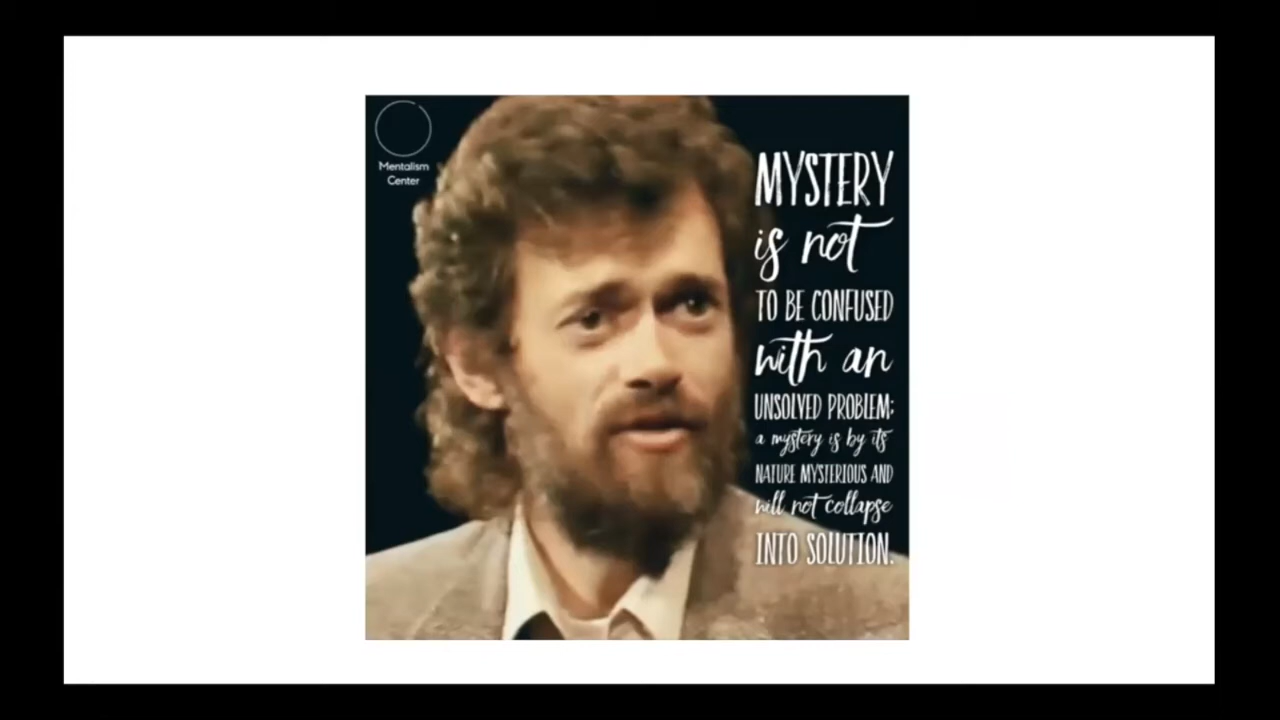 Mentalism
Center
MYSTERY
is not
TO BE CONFUSED
with an
UNSOLVED PROBLEM;
a mystery is by its
NATURE MYSTERIOUS AND
will not collapse
INTO SOLUTION.